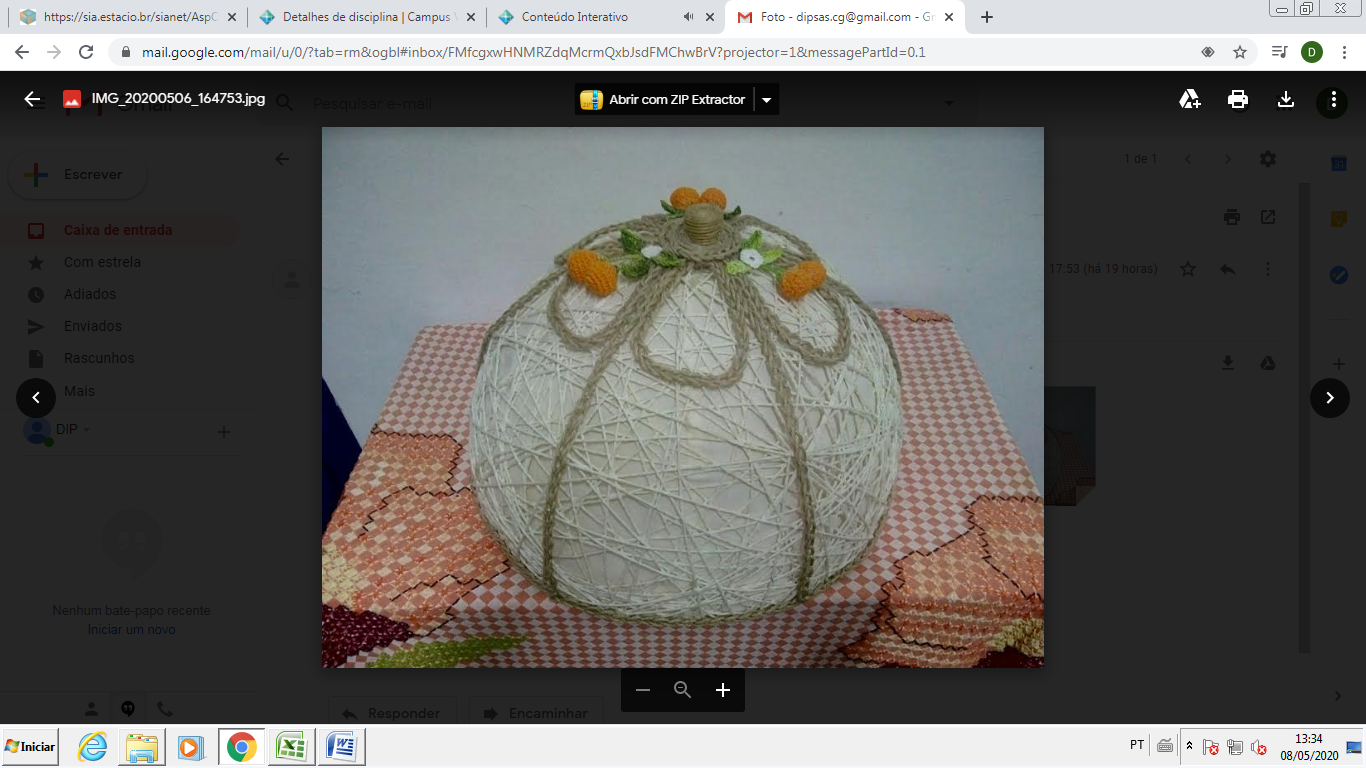 https://sia.estacio.br/sianet/AspC
Detalhes de disciplina | Campus V
Conteúdo Interativo
Foto - dipsas.cg@gmail.com - Gr
mail.google.com/mail/u/0/?tab=rm&ogbl#inbox/FMfcgxwHNMRZdqMcrmQxbJsdFMChwBrV?projector=1&messagePartId=0.1
D
IMG_20200506_164753.jpg
Pesquisar e-mail
Abrir com ZIP Extractor
Escrever
1 de 1
Caixa de entrada
Com estrela
17:53 (há 19 horas)
Adiados
Enviados
Rascunhos
Mais
DIP
Nenhum bate-papo recente
Iniciar um novo
Responder
Encaminhar
Iniciar
PT
13:34
08/05/2020